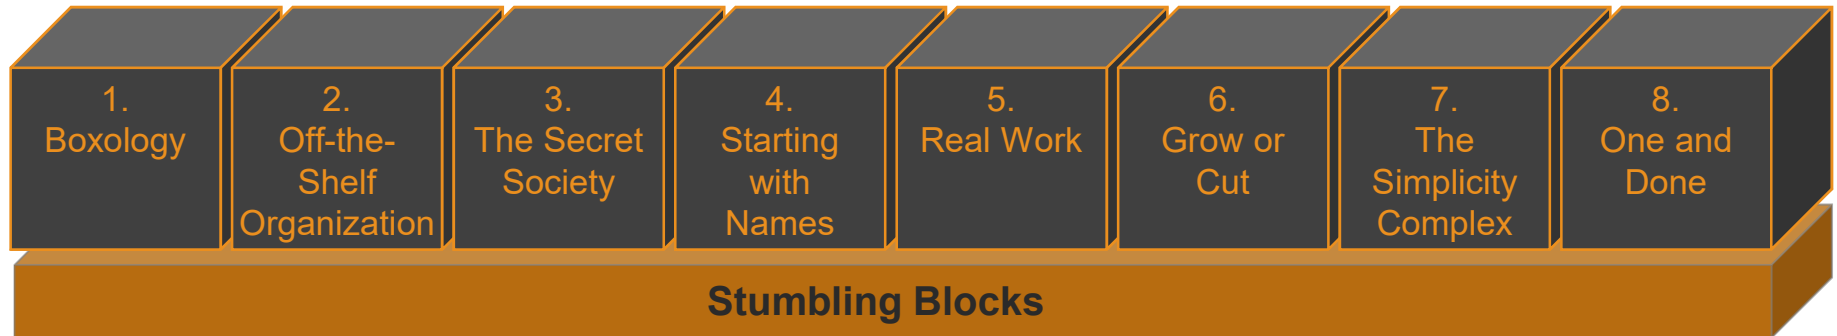 1.
Boxology
2.
Off-the-
Shelf
Organization
3.
The Secret
Society
4.
Starting
with
Names
5.
Real Work
6.
Grow or
Cut
7.
The
Simplicity
Complex
8.
One and
Done
Stumbling Blocks